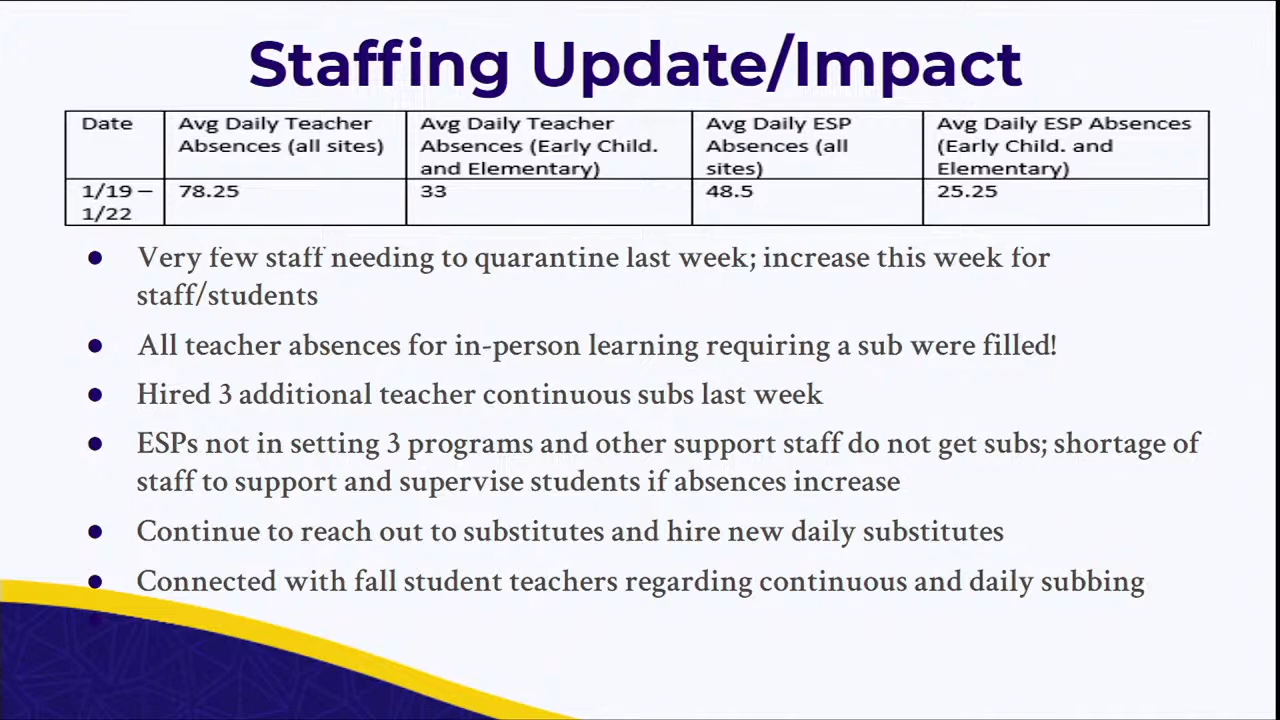 Staffing Update/Impact
Date
Avg Daily Teacher
Absences (all sites)
Avg Daily Teacher
Absences (Early Child.
and Elementary)
Avg Daily ESP
Absences (all
sites)
Avg Daily ESP Absences
(Early Child. and
Elementary)
1/19 –
1/22
78.25
33
48.5
25.25
● Very few staff needing to quarantine last week; increase this week for
staff/students
● All teacher absences for in-person learning requiring a sub were filled!
● Hired 3 additional teacher continuous subs last week
● ESPs not in setting 3 programs and other support staff do not get subs; shortage of
staff to support and supervise students if absences increase
● Continue to reach out to substitutes and hire new daily substitutes
● Connected with fall student teachers regarding continuous and daily subbing